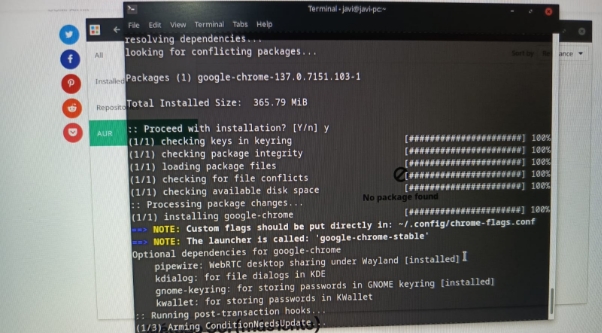 Terminal - javi@javi-pc:~
File Edit View Terminal Tabs Help
resolving dependencies...
looking for conflicting packages...
All
Sort by
Installed
Packages (1) google-chrome-137.0.7151.103-1
Total Installed Size: 365.79 MiB
AUR
:: Proceed with installation? [Y/n] y
(1/1) checking keys in keyring [######################] 100%
(1/1) checking package integrity [######################] 100%
(1/1) loading package files [######################] 100%
(1/1) checking for file conflicts [######################] 100%
(1/1) checking available disk space [######################] 100%
No package found
:: Processing package changes...
(1/1) installing google-chrome [######################] 100%
==> NOTE: Custom flags should be put directly in: ~/.config/chrome-flags.conf
==> NOTE: The launcher is called: 'google-chrome-stable'
Optional dependencies for google-chrome
pipewire: WebRTC desktop sharing under Wayland [installed]
kdialog: for file dialogs in KDE
gnome-keyring: for storing passwords in GNOME keyring [installed]
kwallet: for storing passwords in KWallet
:: Running post-transaction hooks...
(1/3) Arming ConditionNeedsUpdate...